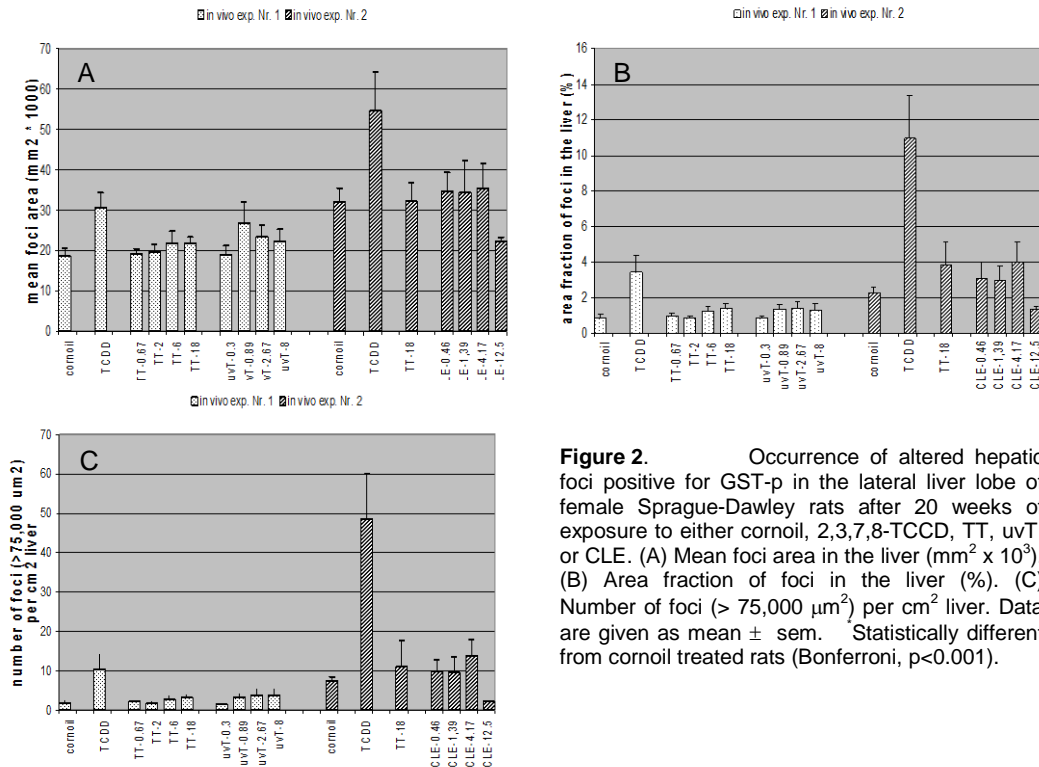 in vivo exp. Nr. 1 in vivo exp. Nr. 2
A
mean foci area (mm2 * 1000)
70
60
50
40
30
20
10
0
cornoil
TCDD
TT-0,67
TT-2
TT-6
TT-18
uvT-0.3
uvT-0.89
vT-2.67
uvT-8
cornoil
TCDD
TT-18
.E-0.46
.E-1,39
.E-4.17
.E-12.5
in vivo exp. Nr. 1 in vivo exp. Nr. 2
B
area fraction of foci in the liver (%)
16
14
12
10
8
6
4
2
0
cornoil
TCDD
TT-0,67
TT-2
TT-6
TT-18
uvT-0.3
uvT-0.89
uvT-2.67
uvT-8
cornoil
TCDD
TT-18
CLE-0,46
CLE-1,39
CLE-4.17
CLE-12.5
in vivo exp. Nr. 1 in vivo exp. Nr. 2
C
number of foci (>75,000 um2)
per cm2 liver
70
60
50
40
30
20
10
0
cornoil
TCDD
TT-0,67
TT-2
TT-6
TT-18
uvT-0.3
uvT-0.89
uvT-2.67
uvT-8
cornoil
TCDD
TT-18
CLE-0,46
CLE-1,39
CLE-4.17
CLE-12.5
Figure 2. Occurrence of altered hepatic
foci positive for GST-p in the lateral liver lobe of
female Sprague-Dawley rats after 20 weeks of
exposure to either cornoil, 2,3,7,8-TCCD, TT, uvT
or CLE. (A) Mean foci area in the liver (mm² x 10³)
(B) Area fraction of foci in the liver (%). (C)
Number of foci (> 75,000 μm²) per cm² liver. Data
are given as mean ± sem. *Statistically different
from cornoil treated rats (Bonferroni, p<0.001).